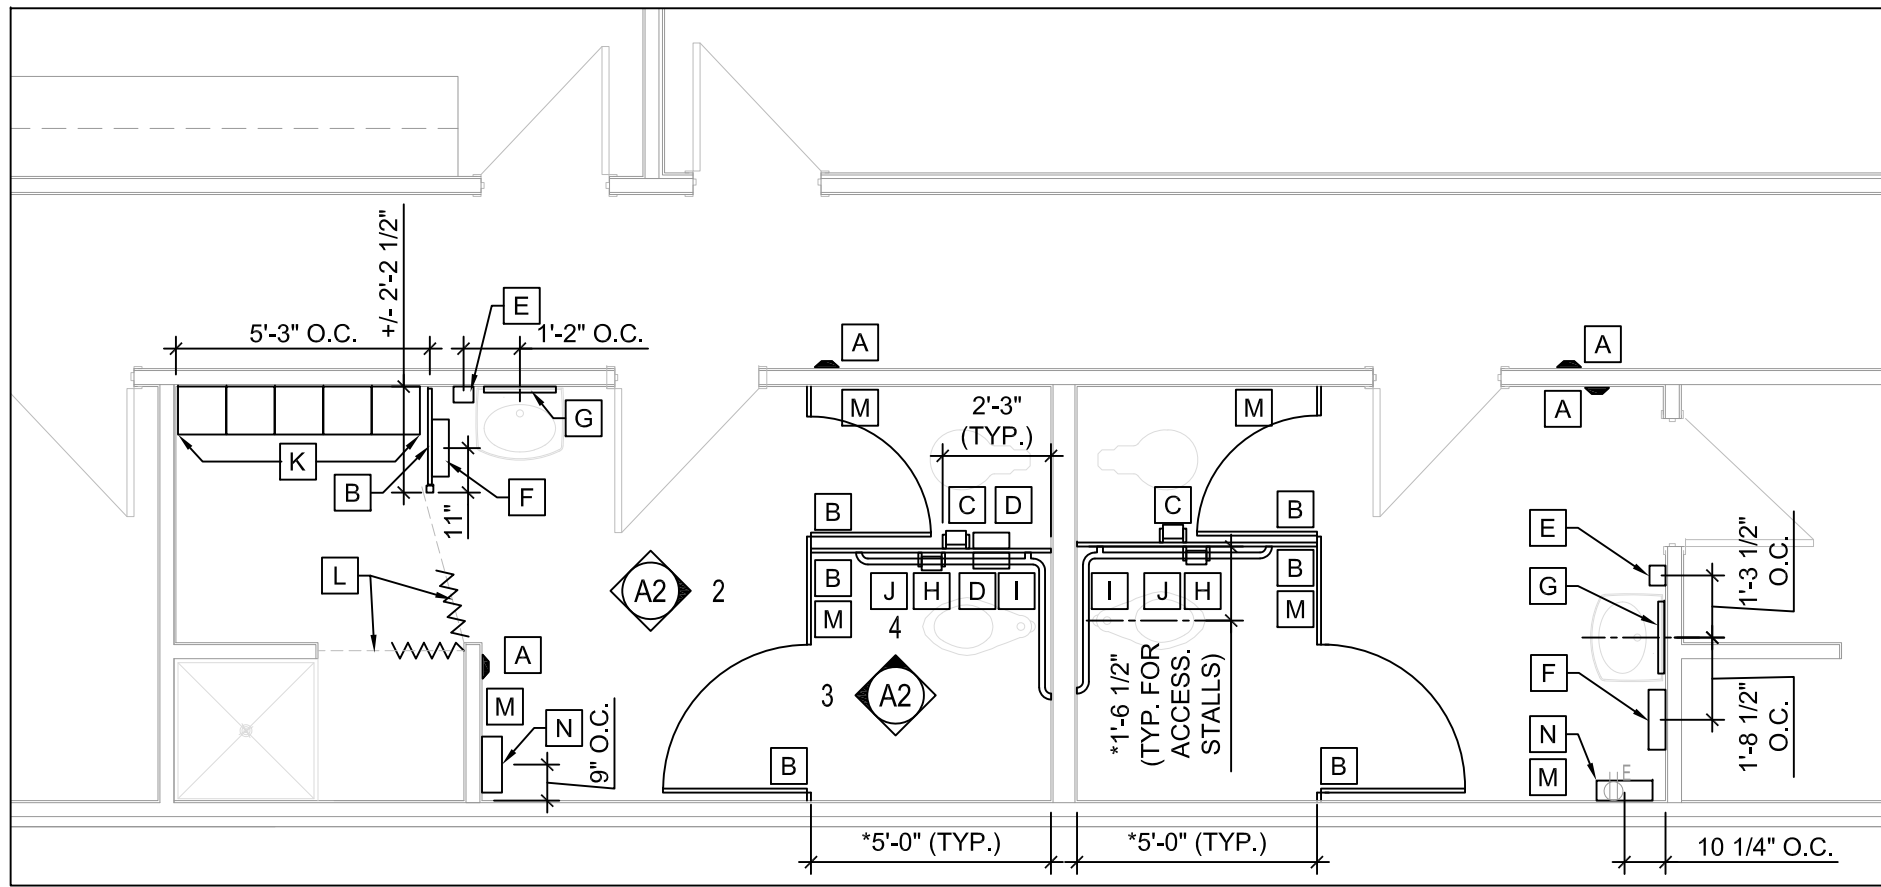 +/- 2'-2 1/2"
E
5'-3" O.C.
1'-2" O.C.
A
A
M
2'-3"
(TYP.)
M
A
G
K
B
F
11"
B
C
D
C
B
E
1'-3 1/2"
O.C.
L
A2
2
B
J
H
D
I
I
J
H
B
G
M
4
M
A
3
A2
*1'-6 1/2"
(TYP. FOR
ACCESS.
STALLS)
F
M
N
9" O.C.
1'-8 1/2"
O.C.
N
E
B
B
M
*5'-0" (TYP.)
*5'-0" (TYP.)
10 1/4" O.C.